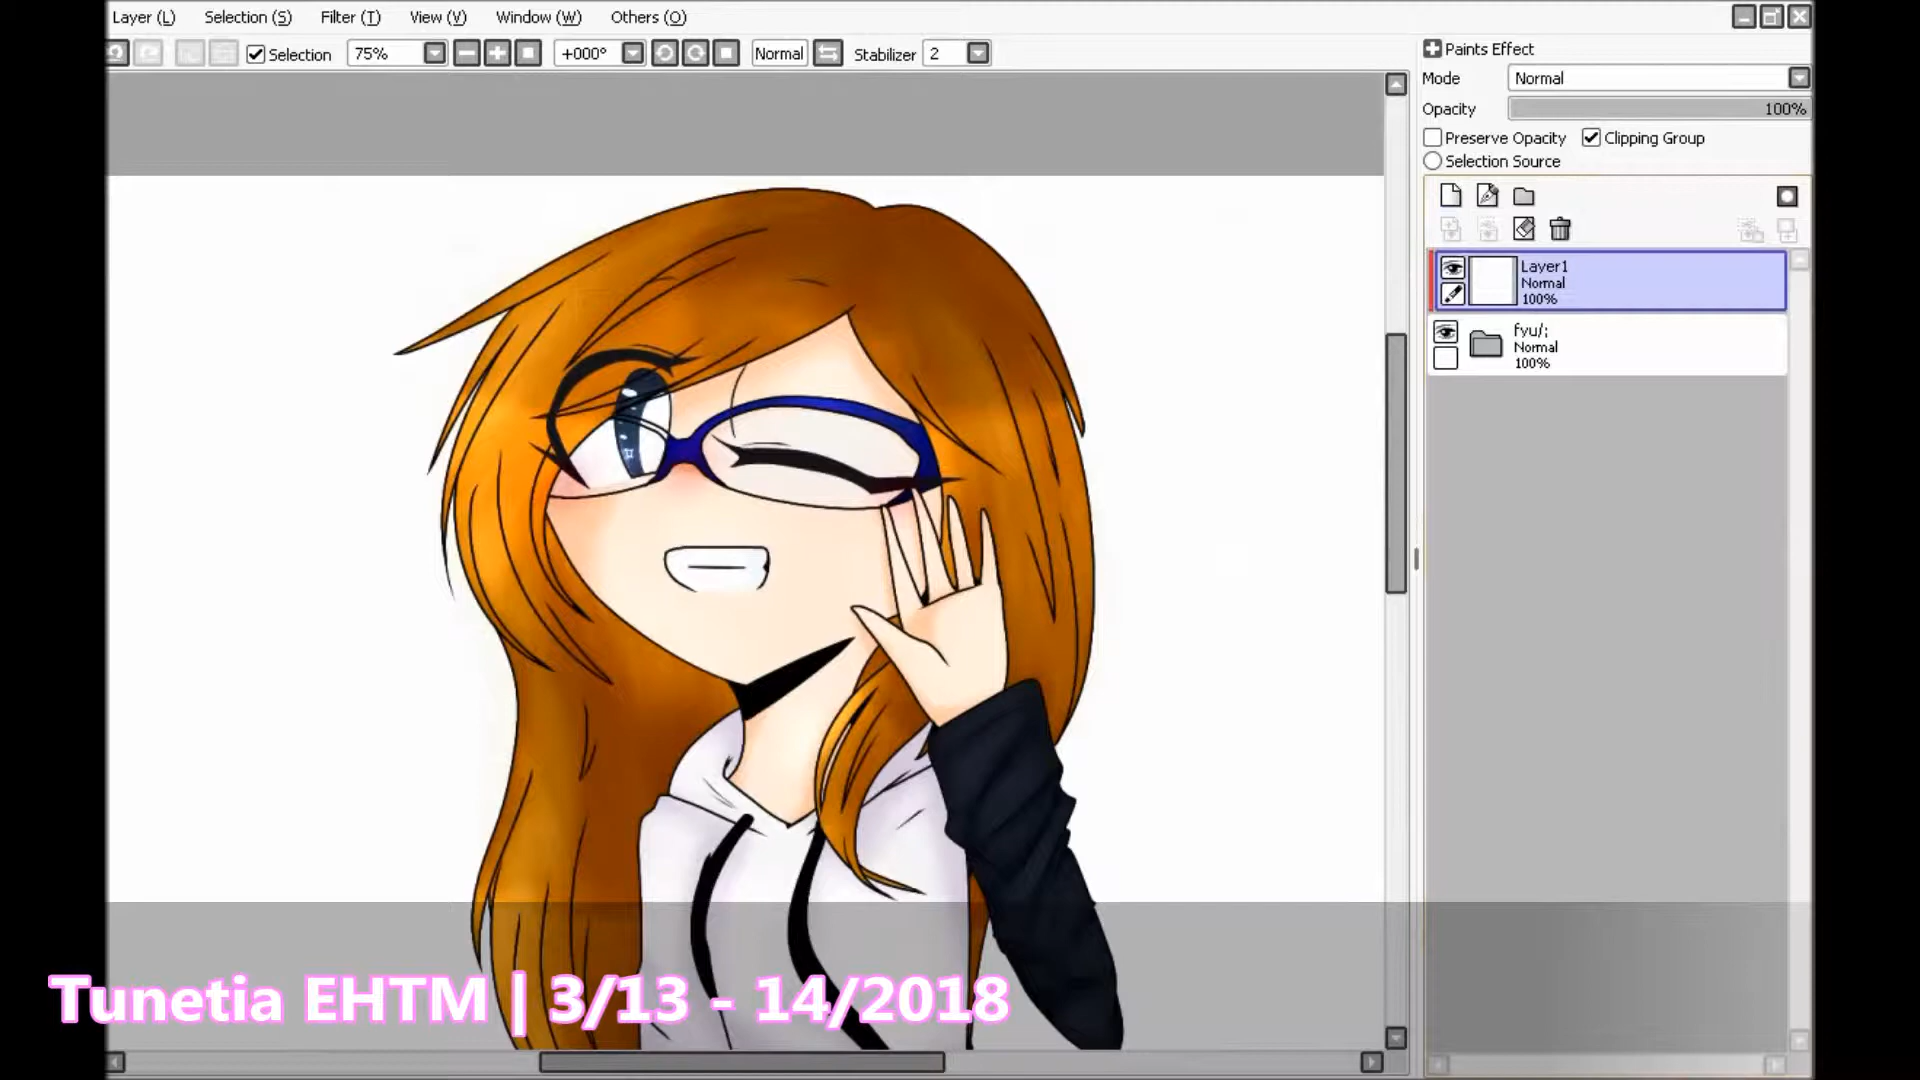 Layer (L) Selection (S) Filter (T) View (V) Window (W) Others (O)
Selection 75% +000° Normal Stabilizer 2
Paints Effect
Mode Normal
Opacity 100%
Preserve Opacity Clipping Group
Selection Source
Layer1
Normal
100%
fyu/;
Normal
100%
Tunetia EHTM | 3/13 - 14/2018